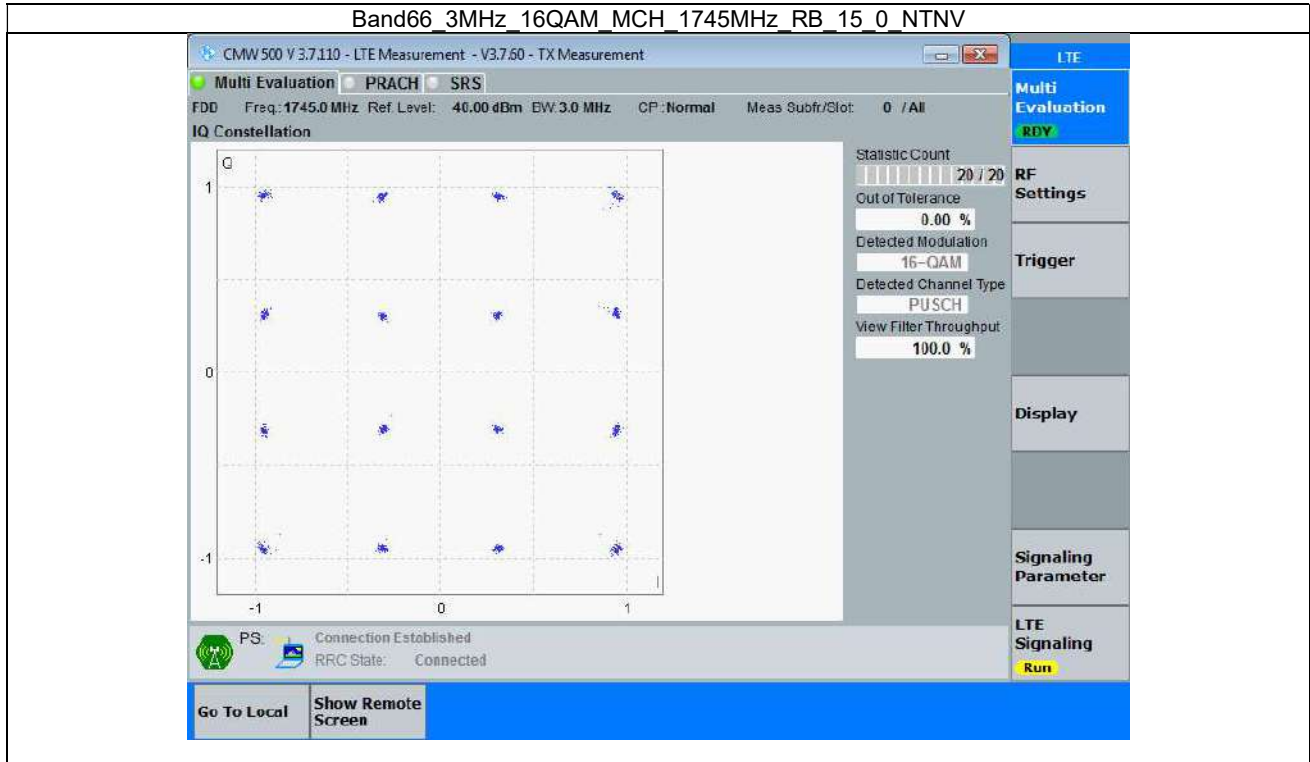 Band66_3MHz_16QAM_MCH_1745MHz_RB_15_0_NTNV
CMW 500 V 3.7.110 - LTE Measurement - V3.7.60 - TX Measurement
LTE
Multi Evaluation PRACH SRS
FDD Freq.: 1745.0 MHz Ref. Level: 40.00 dBm BW: 3.0 MHz CP: Normal Meas Subfr/Slot: 0 / All
IQ Constellation
Multi
Evaluation
RDY
Q
1
0
-1
-1 0 1
I
Statistic Count
20 / 20
Out of Tolerance
0.00 %
Detected Modulation
16-QAM
Detected Channel Type
PUSCH
View Filter Throughput
100.0 %
RF
Settings
Trigger
Display
Signaling
Parameter
LTE
Signaling
Run
PS: Connection Established
RRC State: Connected
Go To Local
Show Remote
Screen